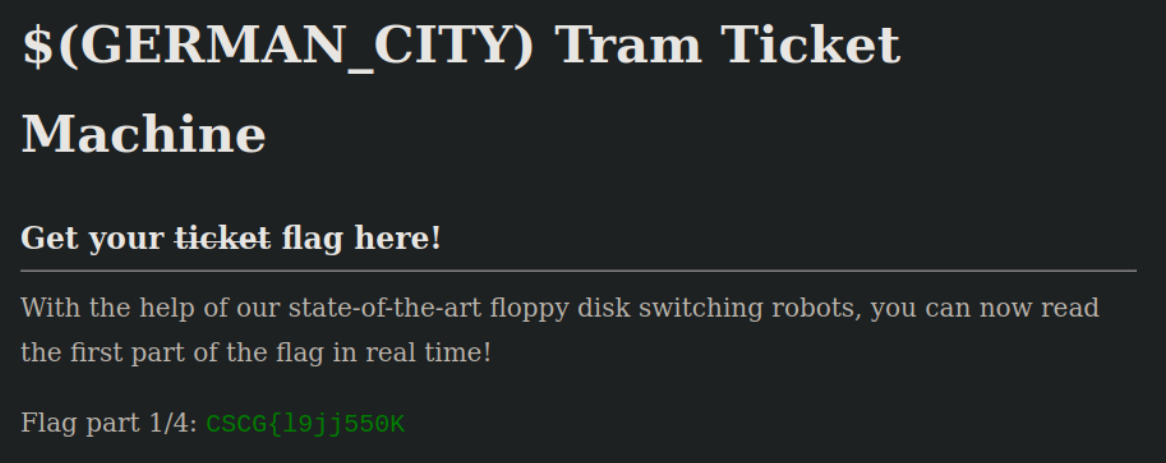 $(GERMAN_CITY) Tram Ticket
Machine
Get your ticket flag here!
With the help of our state-of-the-art floppy disk switching robots, you can now read
the first part of the flag in real time!
Flag part 1/4: CSCG{l9jj550K